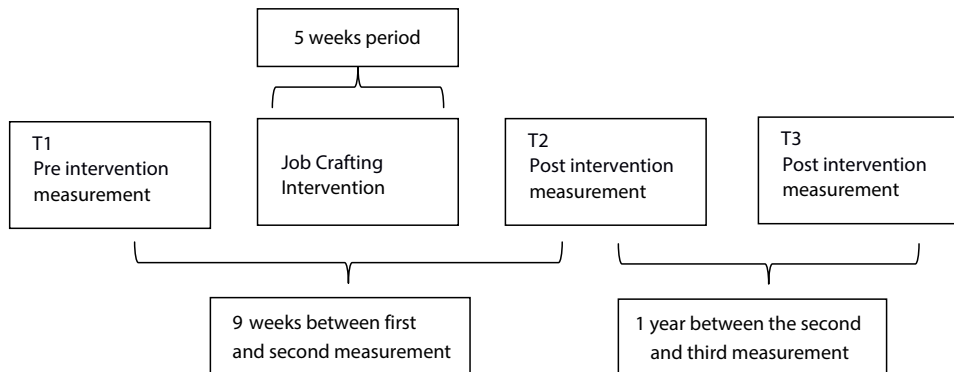 5 weeks period
T1
Pre intervention
measurement
Job Crafting
Intervention
T2
Post intervention
measurement
T3
Post intervention
measurement
9 weeks between first
and second measurement
1 year between the second
and third measurement